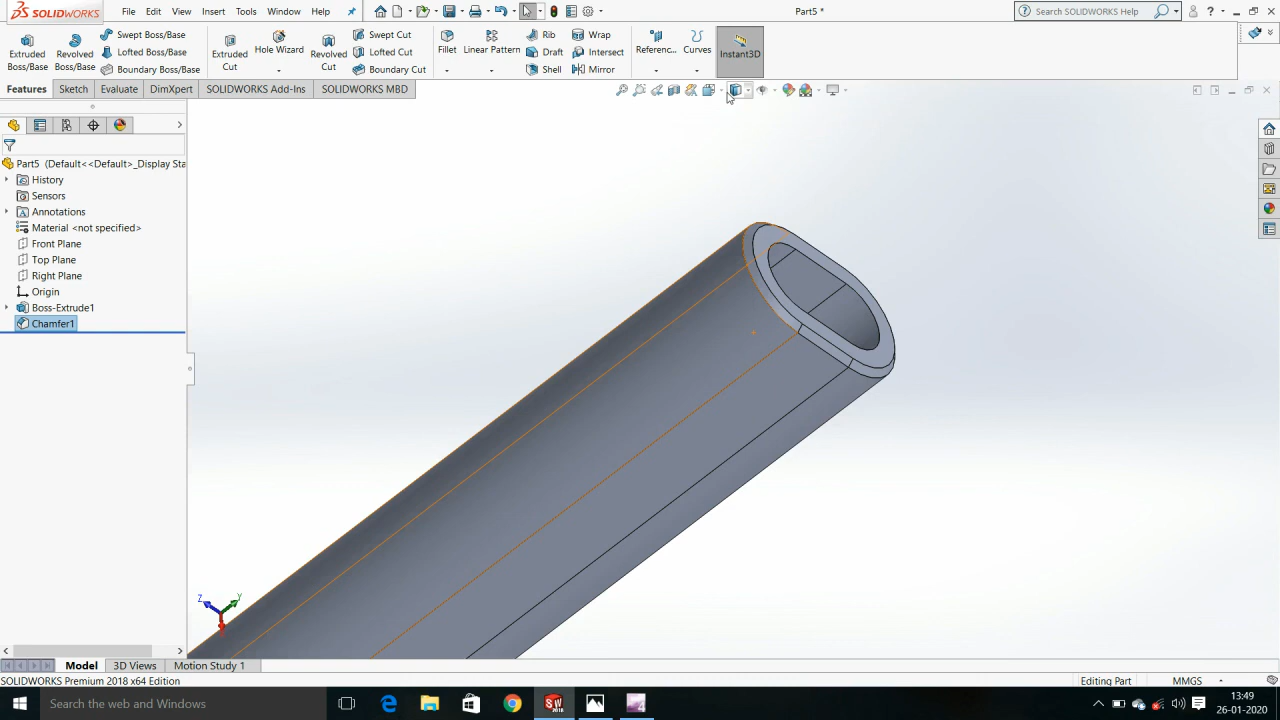 SOLIDWORKS
File Edit View Insert Tools Window Help
Part5 *
Search SOLIDWORKS Help
Extruded Boss/Base
Revolved Boss/Base
Swept Boss/Base
Lofted Boss/Base
Boundary Boss/Base
Extruded Cut
Hole Wizard
Revolved Cut
Swept Cut
Lofted Cut
Boundary Cut
Fillet
Linear Pattern
Rib
Draft
Shell
Wrap
Intersect
Mirror
Referenc...
Curves
Instant3D
Features Sketch Evaluate DimXpert SOLIDWORKS Add-Ins SOLIDWORKS MBD
Part5 (Default<<Default>_Display Sta
History
Sensors
Annotations
Material <not specified>
Front Plane
Top Plane
Right Plane
Origin
Boss-Extrude1
Chamfer1
Z Y
Model 3D Views Motion Study 1
SOLIDWORKS Premium 2018 x64 Edition
Editing Part
MMGS
Search the web and Windows
13:49
26-01-2020